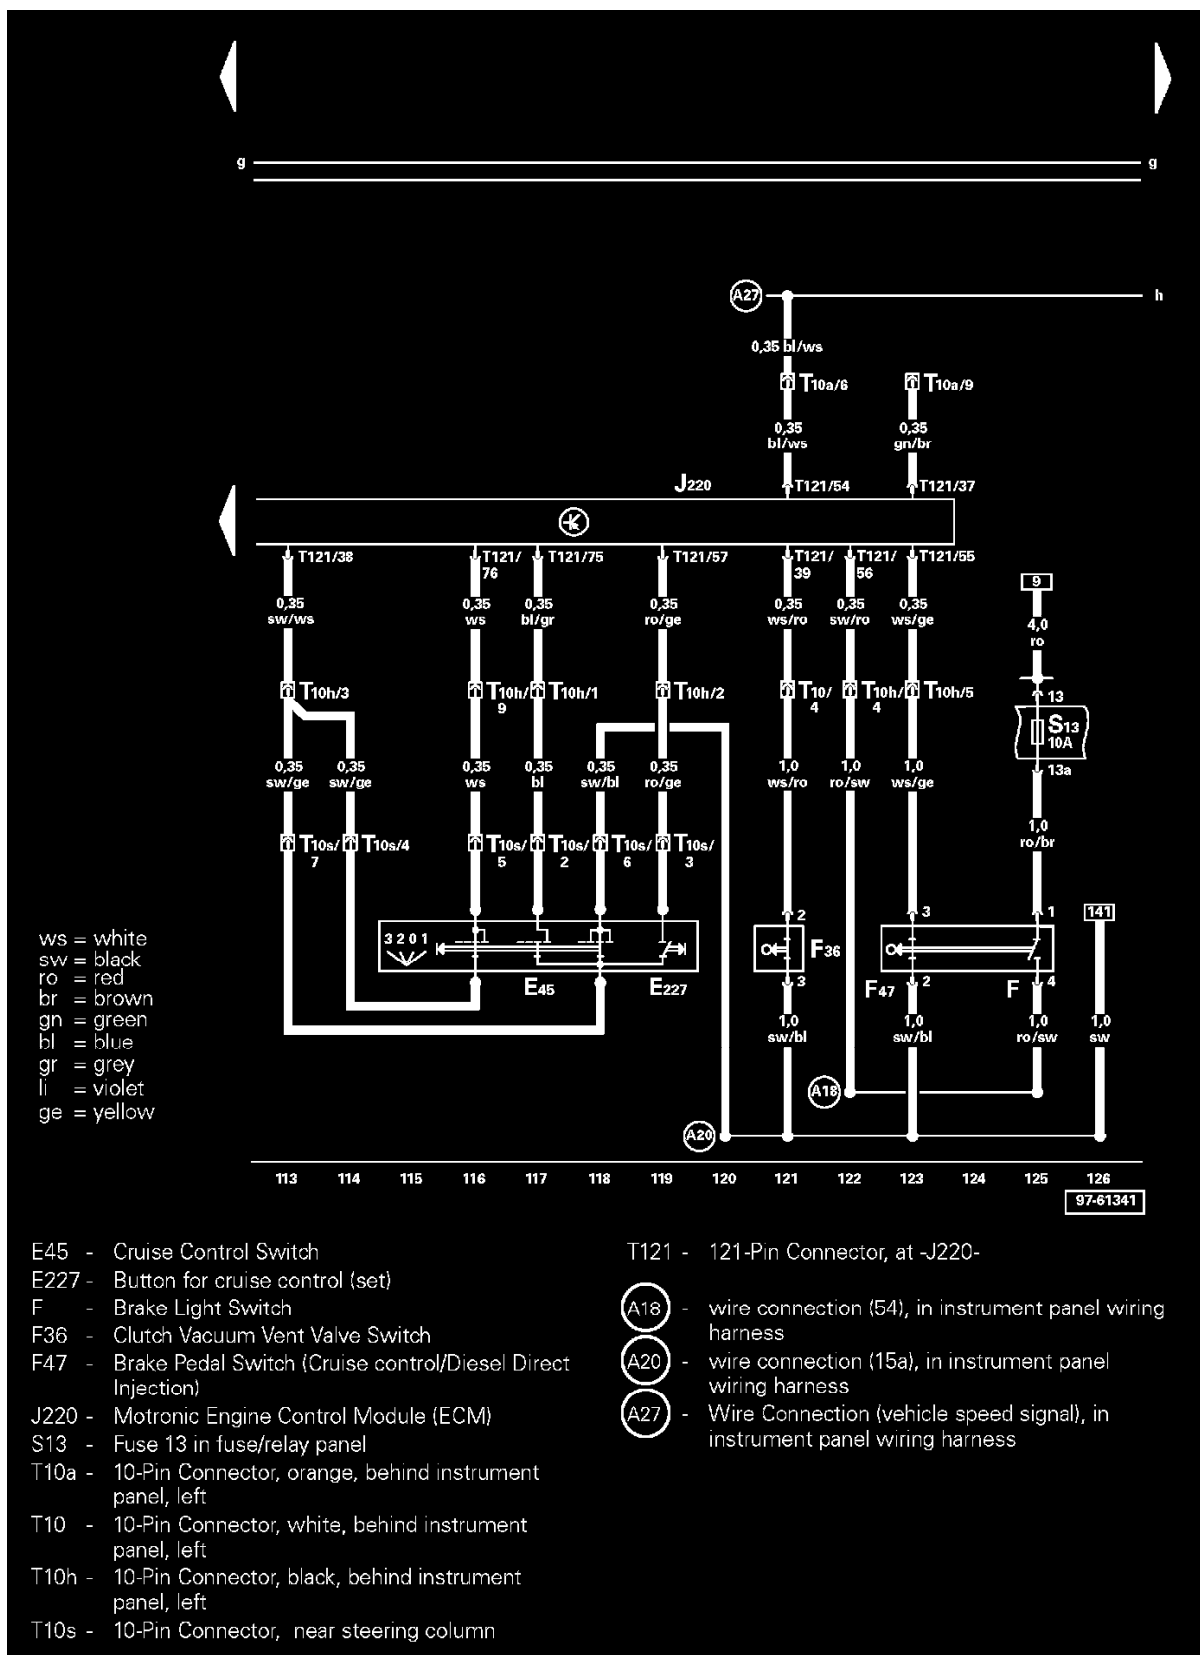 g
g
A27
h
0,35 bl/ws
T10a/6
T10a/9
0,35
bl/ws
0,35
gn/br
J220
T121/54
T121/37
T121/38
T121/
76
T121/75
T121/57
T121/
39
T121/
56
T121/55
9
0,35
sw/ws
0,35
ws
0,35
bl/gr
0,35
ro/ge
0,35
ws/ro
0,35
sw/ro
0,35
ws/ge
4,0
ro
T10h/3
T10h/
9
T10h/1
T10h/2
T10/
4
T10h/
4
T10h/5
13
S13
10A
13a
0,35
sw/ge
0,35
sw/ge
0,35
ws
0,35
bl
0,35
sw/bl
0,35
ro/ge
1,0
ws/ro
1,0
ro/sw
1,0
ws/ge
1,0
ro/br
T10s/
7
T10s/4
T10s/
5
T10s/
2
T10s/
6
T10s/
3
2
3
1
141
3 2 0 1
F36
E45
E227
3
F47
2
F
4
1,0
sw/bl
1,0
sw/bl
1,0
ro/sw
1,0
sw
ws = white
sw = black
ro = red
br = brown
gn = green
bl = blue
gr = grey
li = violet
ge = yellow
A18
A20
113 114 115 116 117 118 119 120 121 122 123 124 125 126
97-61341
E45 - Cruise Control Switch
E227 - Button for cruise control (set)
F - Brake Light Switch
F36 - Clutch Vacuum Vent Valve Switch
F47 - Brake Pedal Switch (Cruise control/Diesel Direct
Injection)
J220 - Motronic Engine Control Module (ECM)
S13 - Fuse 13 in fuse/relay panel
T10a - 10-Pin Connector, orange, behind instrument
panel, left
T10 - 10-Pin Connector, white, behind instrument
panel, left
T10h - 10-Pin Connector, black, behind instrument
panel, left
T10s - 10-Pin Connector, near steering column
T121 - 121-Pin Connector, at -J220-
A18 - wire connection (54), in instrument panel wiring
harness
A20 - wire connection (15a), in instrument panel
wiring harness
A27 - Wire Connection (vehicle speed signal), in
instrument panel wiring harness